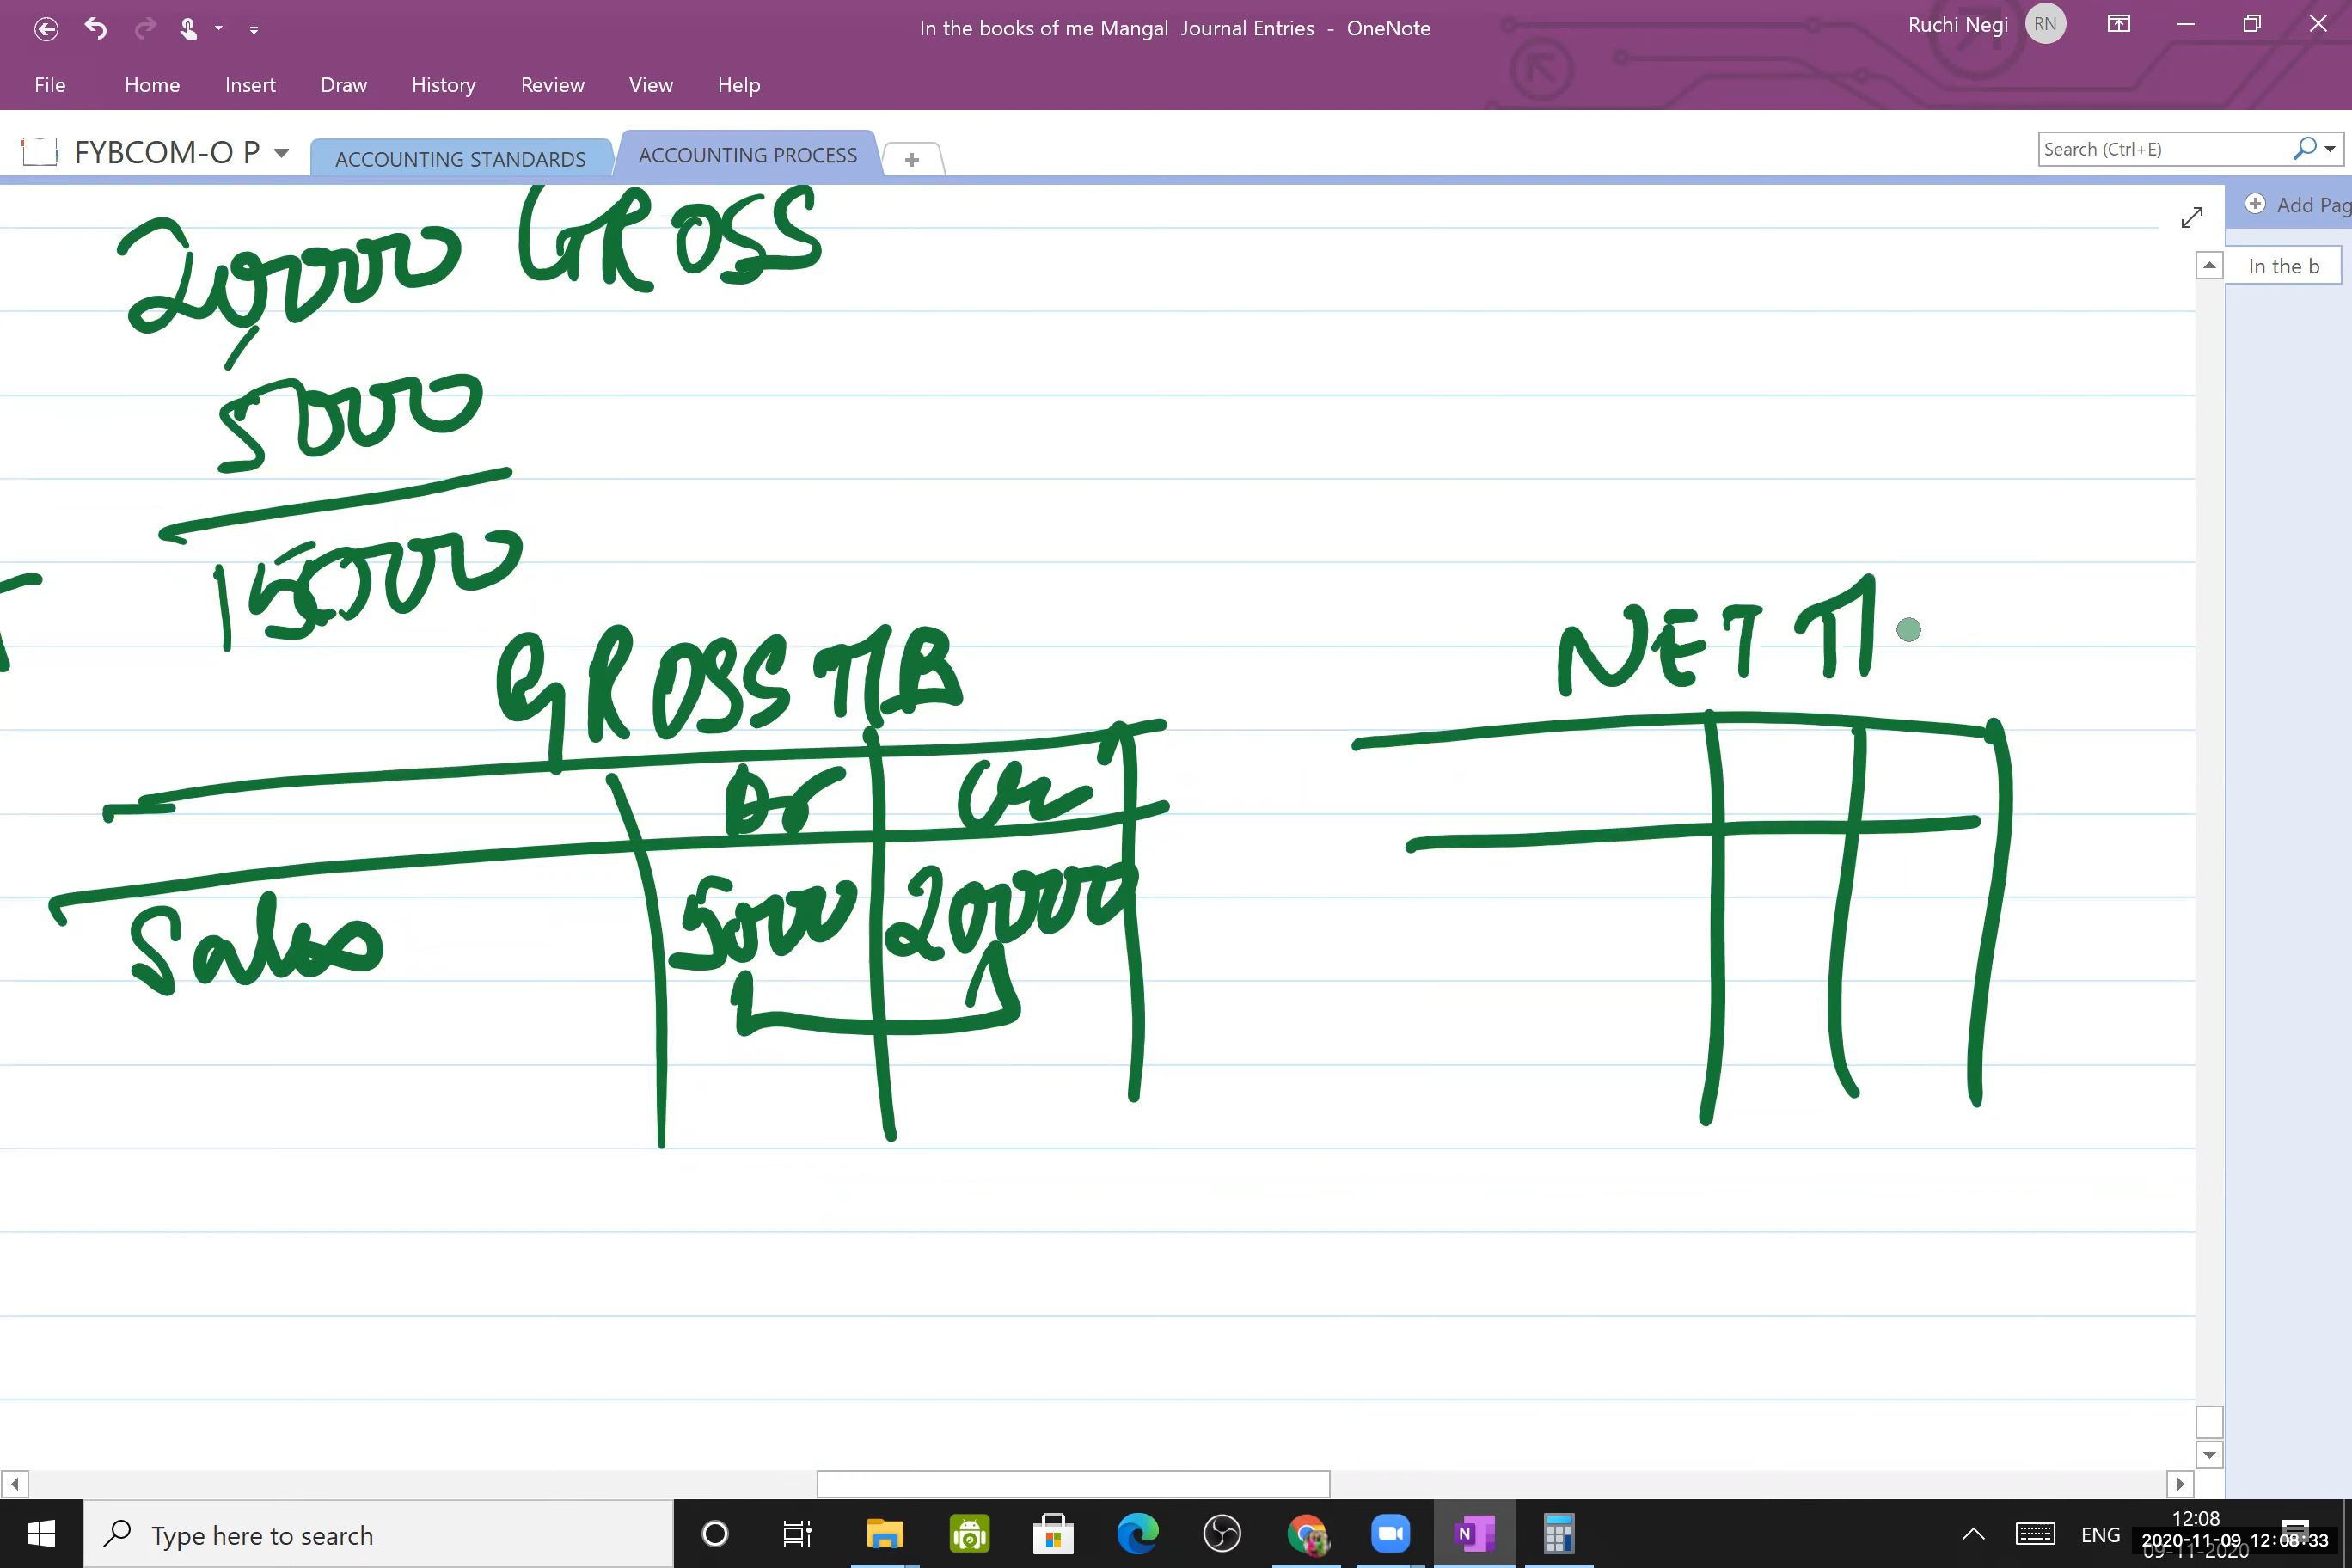 In the books of me Mangal Journal Entries - OneNote
Ruchi Negi RN
File Home Insert Draw History Review View Help
FYBCOM-O P ACCOUNTING STANDARDS ACCOUNTING PROCESS +
Search (Ctrl+E)
Add Pag
In the b
20,000 GROSS
5000
15000
GROSS TB
Dr Cr
Sales 5000 20000
NET T
Type here to search
N
ENG
12:08
09-11-2020
2020-11-09 12:08:33